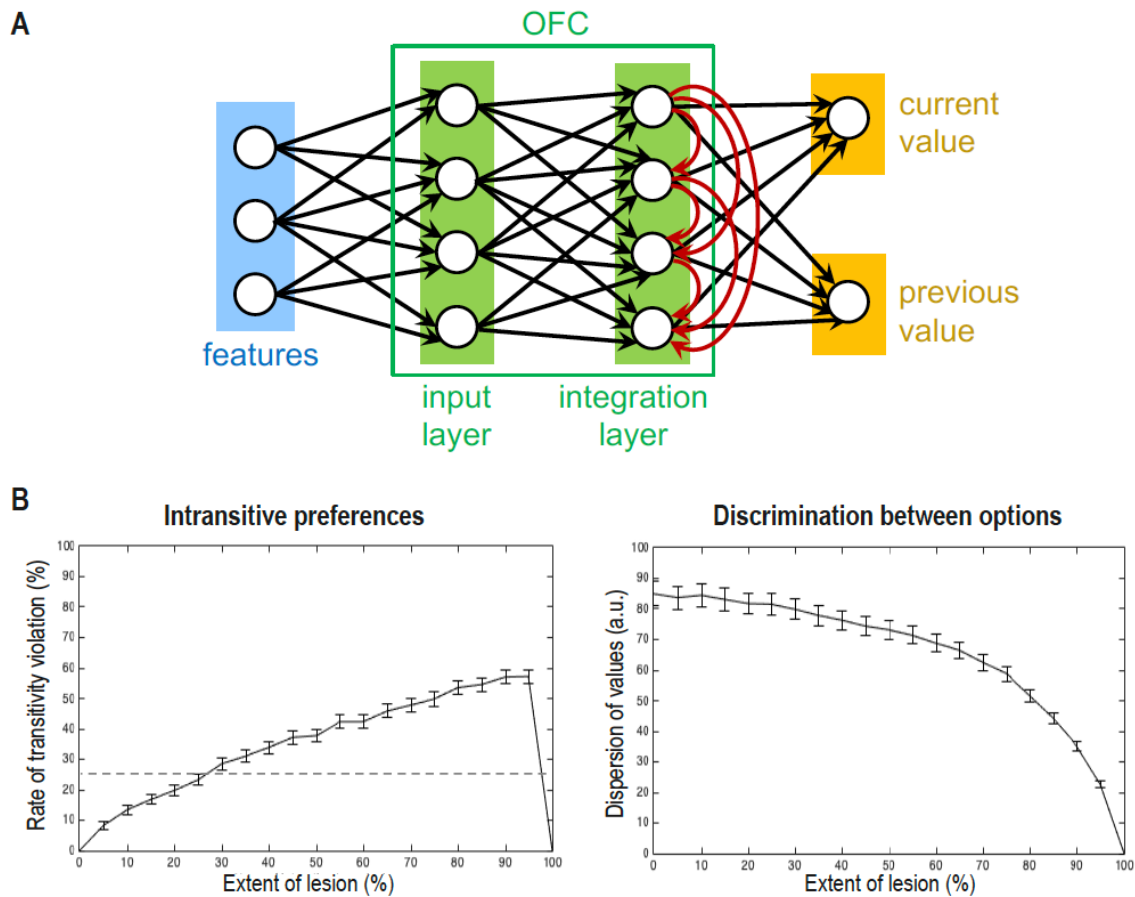 A
OFC
current
value
previous
value
features
input
layer
integration
layer
B
Intransitive preferences
Rate of transitivity violation (%)
100
90
80
70
60
50
40
30
20
10
0
0 10 20 30 40 50 60 70 80 90 100
Extent of lesion (%)
Discrimination between options
Dispersion of values (a.u.)
100
90
80
70
60
50
40
30
20
10
0
0 10 20 30 40 50 60 70 80 90 100
Extent of lesion (%)